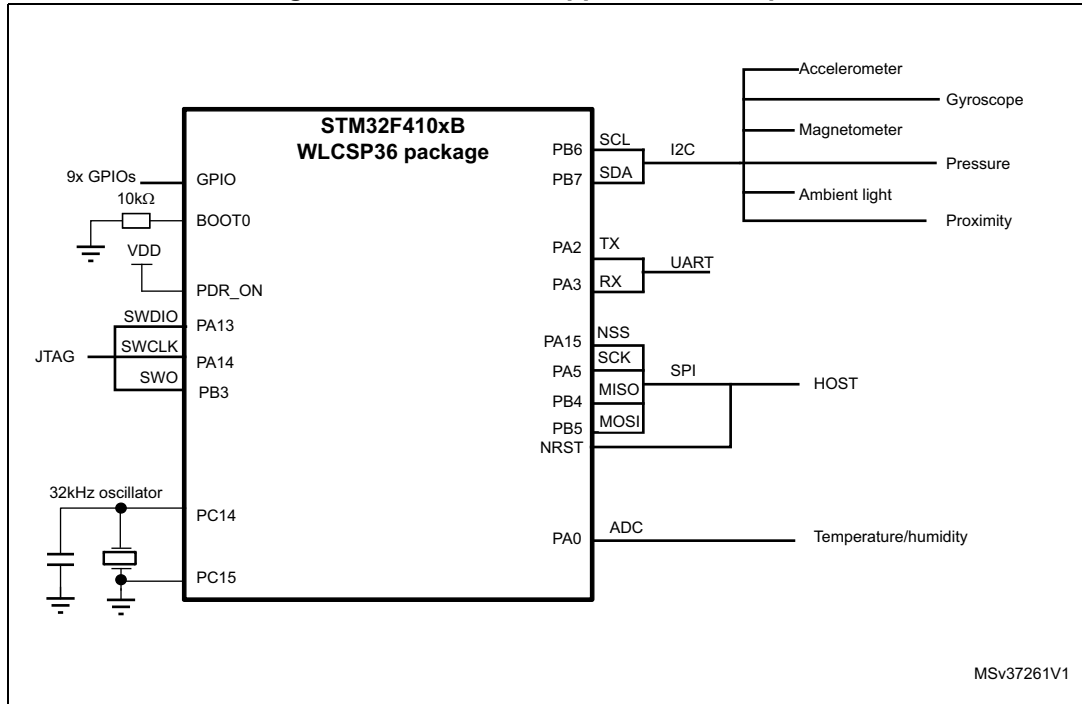 STM32F410xB
WLCSP36 package
9x GPIOs
GPIO
10kΩ
BOOT0
VDD
PDR_ON
SWDIO
PA13
JTAG
SWCLK
PA14
SWO
PB3
32kHz oscillator
PC14
PC15
PB6
SCL
I2C
PB7
SDA
Accelerometer
Gyroscope
Magnetometer
Pressure
Ambient light
Proximity
PA2
TX
UART
PA3
RX
PA15
NSS
PA5
SCK
SPI
HOST
PB4
MISO
PB5
MOSI
NRST
PA0
ADC
Temperature/humidity
MSv37261V1